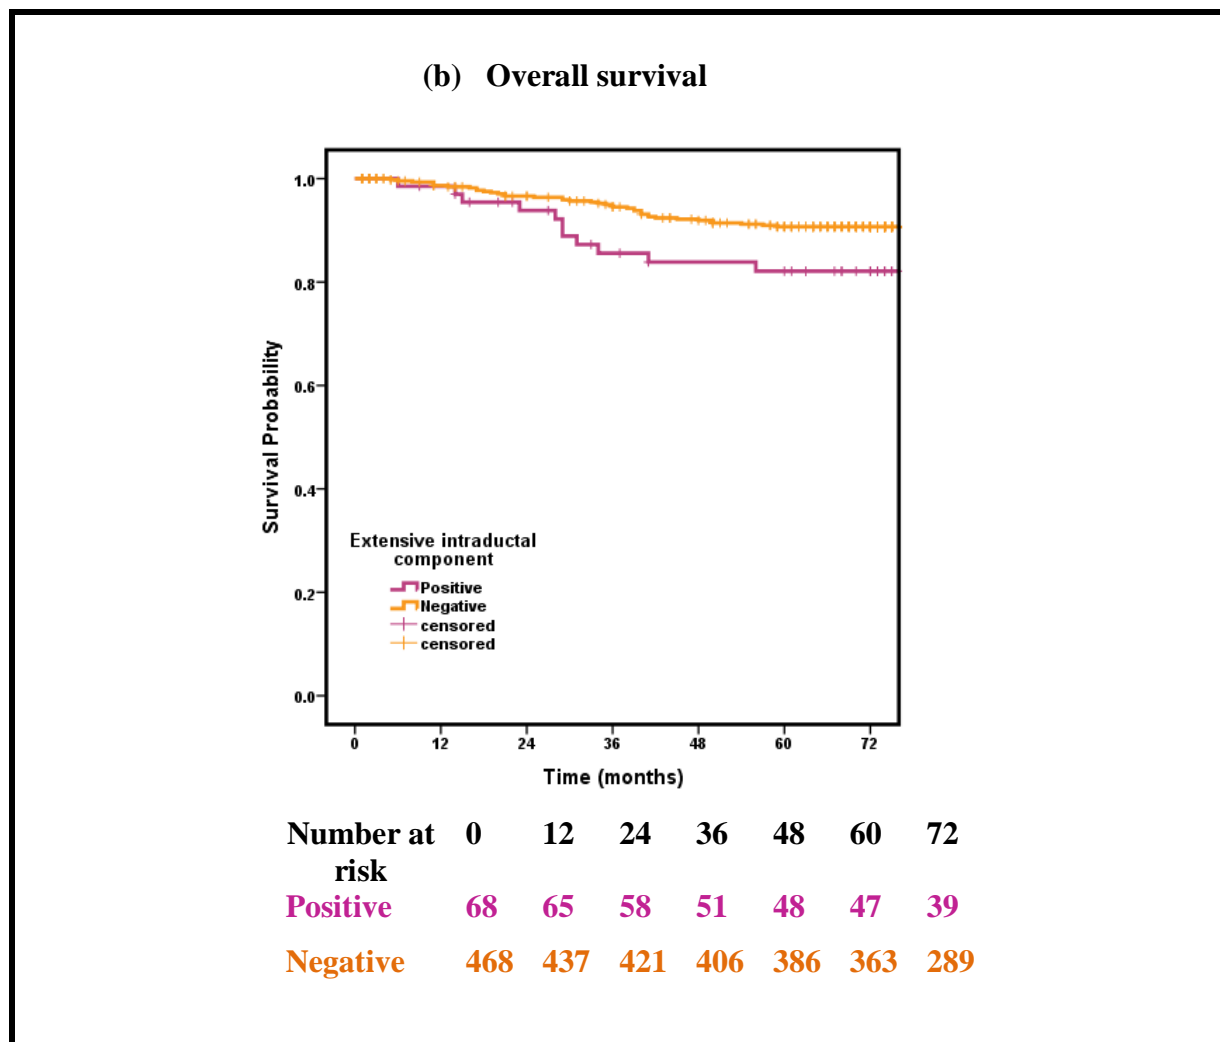 (b) Overall survival
1.0
0.8
0.6
0.4
0.2
0.0
Survival Probability
Extensive intraductal
component
Positive
Negative
censored
censored
0 12 24 36 48 60 72
Time (months)
Number at 0 12 24 36 48 60 72
risk
Positive 68 65 58 51 48 47 39
Negative 468 437 421 406 386 363 289